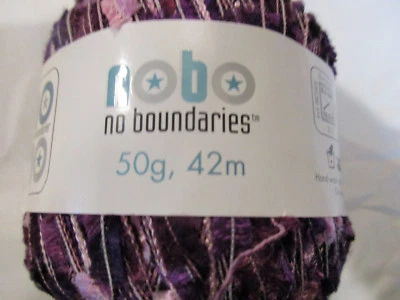 nobo
no boundaries™
50g, 42m